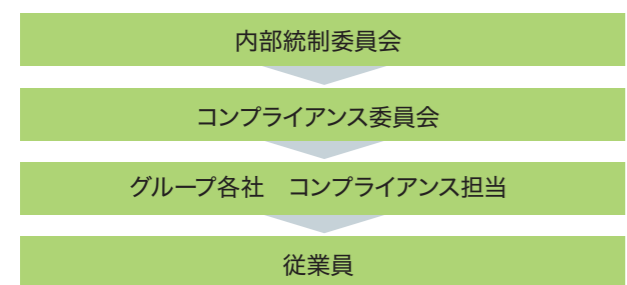 内部統制委員会
コンプライアンス委員会
グループ各社　コンプライアンス担当
従業員